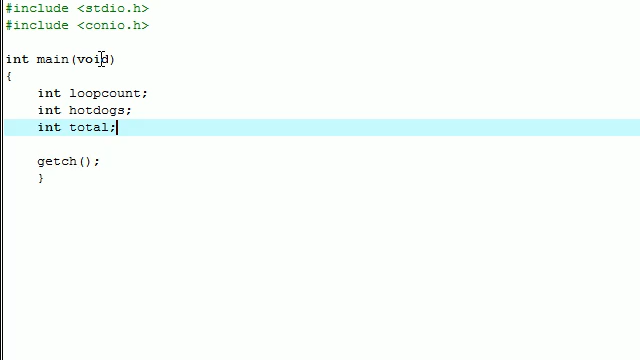 #include <stdio.h>
#include <conio.h>
int main(void)
{
int loopcount;
int hotdogs;
int total;
getch();
}